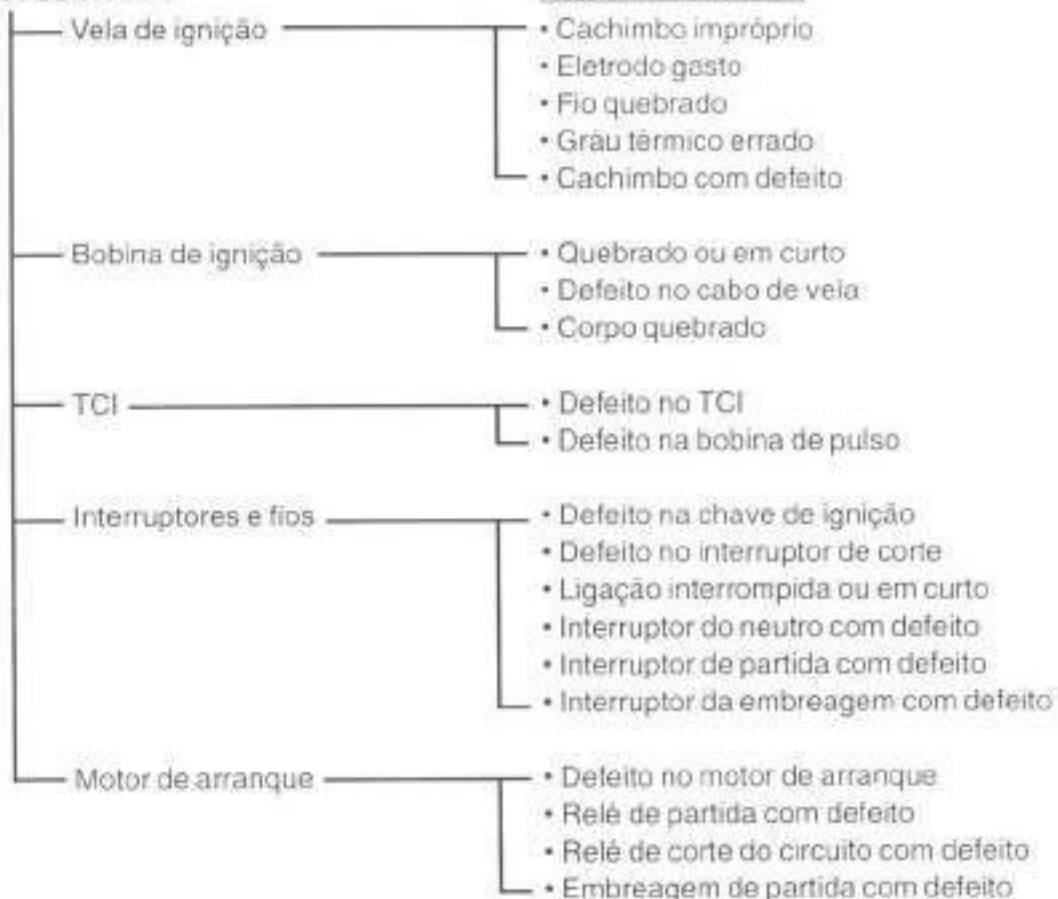 Vela de ignição
• Cachimbo impróprio
• Eletrodo gasto
• Fio quebrado
• Gráu térmico errado
• Cachimbo com defeito
Bobina de ignição
• Quebrado ou em curto
• Defeito no cabo de vela
• Corpo quebrado
TCI
• Defeito no TCI
• Defeito na bobina de pulso
Interruptores e fios
• Defeito na chave de ignição
• Defeito no interruptor de corte
• Ligação interrompida ou em curto
• Interruptor do neutro com defeito
• Interruptor de partida com defeito
• Interruptor da embreagem com defeito
Motor de arranque
• Defeito no motor de arranque
• Relé de partida com defeito
• Relé de corte do circuito com defeito
• Embreagem de partida com defeito